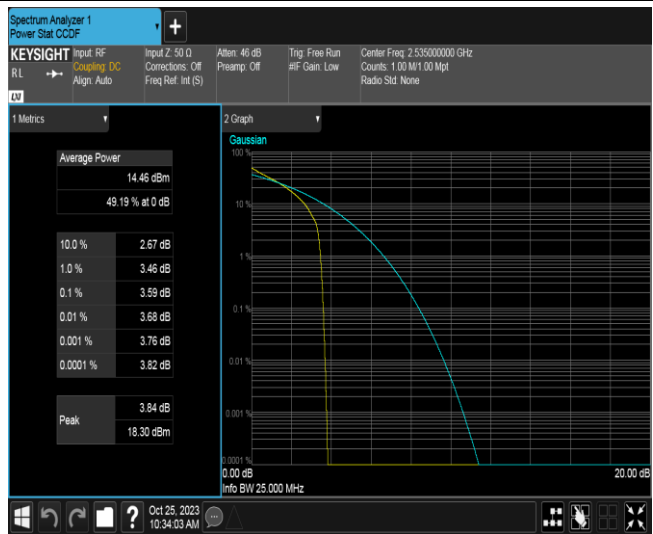 Spectrum Analyzer 1
Power Stat CCDF
+
KEYSIGHT
RL
LXI
Input: RF
Coupling: DC
Align: Auto
Input Z: 50 Ω
Corrections: Off
Freq Ref: Int (S)
Atten: 46 dB
Preamp: Off
Trig: Free Run
#IF Gain: Low
Center Freq: 2.535000000 GHz
Counts: 1.00 M/1.00 Mpt
Radio Std: None
1 Metrics
Average Power
14.46 dBm
49.19 % at 0 dB
10.0 % 2.67 dB
1.0 % 3.46 dB
0.1 % 3.59 dB
0.01 % 3.68 dB
0.001 % 3.76 dB
0.0001 % 3.82 dB
Peak
3.84 dB
18.30 dBm
2 Graph
Gaussian
100 %
10 %
1 %
0.1 %
0.01 %
0.001 %
0.0001 %
0.00 dB 20.00 dB
Info BW 25.000 MHz
?
Oct 25, 2023
10:34:03 AM